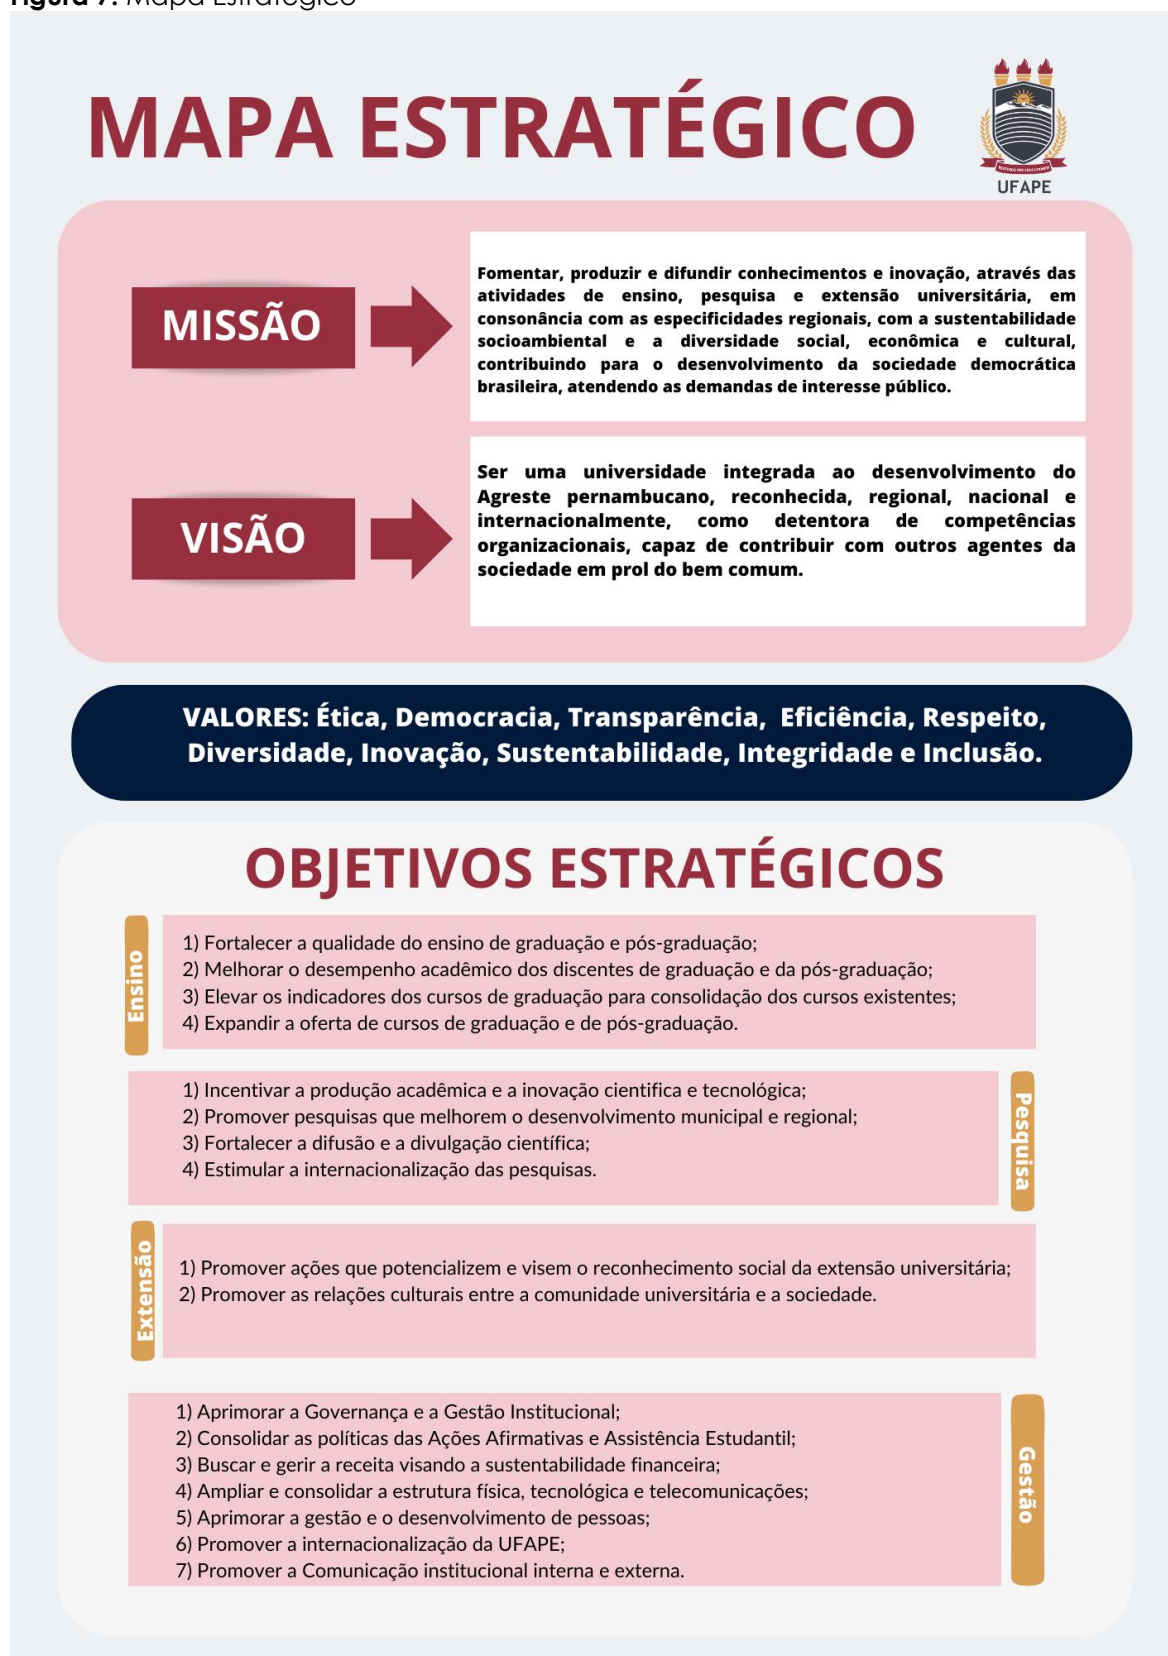 Figura 7. Mapa Estratégico
MAPA ESTRATÉGICO
UFAPE
MISSÃO
Fomentar, produzir e difundir conhecimentos e inovação, através das
atividades de ensino, pesquisa e extensão universitária, em
consonância com as especificidades regionais, com a sustentabilidade
socioambiental e a diversidade social, econômica e cultural,
contribuindo para o desenvolvimento da sociedade democrática
brasileira, atendendo as demandas de interesse público.
VISÃO
Ser uma universidade integrada ao desenvolvimento do
Agreste pernambucano, reconhecida, regional, nacional e
internacionalmente, como detentora de competências
organizacionais, capaz de contribuir com outros agentes da
sociedade em prol do bem comum.
VALORES: Ética, Democracia, Transparência, Eficiência, Respeito,
Diversidade, Inovação, Sustentabilidade, Integridade e Inclusão.
OBJETIVOS ESTRATÉGICOS
Ensino
1) Fortalecer a qualidade do ensino de graduação e pós-graduação;
2) Melhorar o desempenho acadêmico dos discentes de graduação e da pós-graduação;
3) Elevar os indicadores dos cursos de graduação para consolidação dos cursos existentes;
4) Expandir a oferta de cursos de graduação e de pós-graduação.
Pesquisa
1) Incentivar a produção acadêmica e a inovação cientifica e tecnológica;
2) Promover pesquisas que melhorem o desenvolvimento municipal e regional;
3) Fortalecer a difusão e a divulgação científica;
4) Estimular a internacionalização das pesquisas.
Extensão
1) Promover ações que potencializem e visem o reconhecimento social da extensão universitária;
2) Promover as relações culturais entre a comunidade universitária e a sociedade.
Gestão
1) Aprimorar a Governança e a Gestão Institucional;
2) Consolidar as políticas das Ações Afirmativas e Assistência Estudantil;
3) Buscar e gerir a receita visando a sustentabilidade financeira;
4) Ampliar e consolidar a estrutura física, tecnológica e telecomunicações;
5) Aprimorar a gestão e o desenvolvimento de pessoas;
6) Promover a internacionalização da UFAPE;
7) Promover a Comunicação institucional interna e externa.